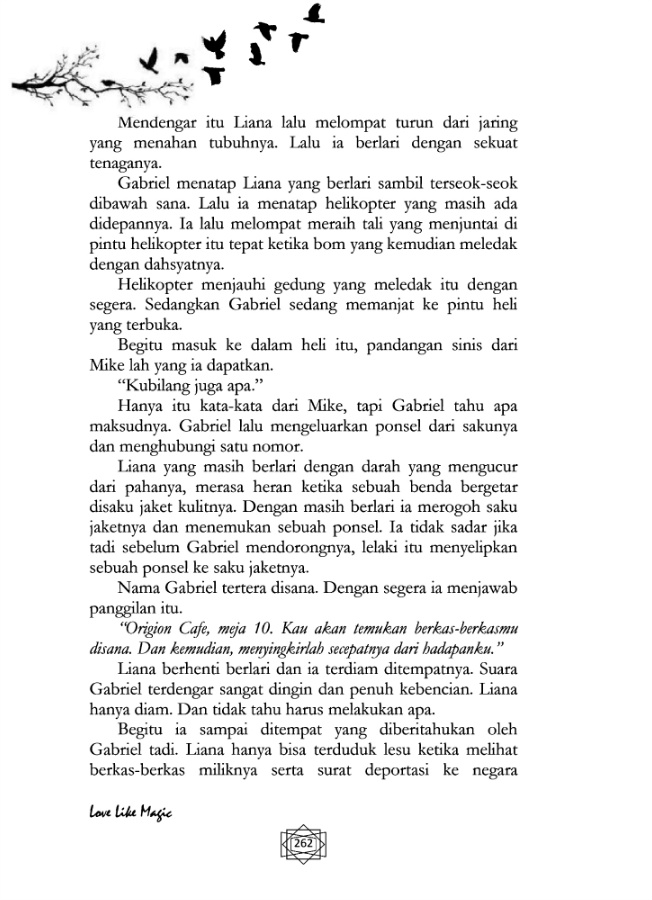 Mendengar itu Liana lalu melompat turun dari jaring
yang menahan tubuhnya. Lalu ia berlari dengan sekuat
tenaganya.
Gabriel menatap Liana yang berlari sambil terseok-seok
dibawah sana. Lalu ia menatap helikopter yang masih ada
didepannya. Ia lalu melompat meraih tali yang menjuntai di
pintu helikopter itu tepat ketika bom yang kemudian meledak
dengan dahsyatnya.
Helikopter menjauhi gedung yang meledak itu dengan
segera. Sedangkan Gabriel sedang memanjat ke pintu heli
yang terbuka.
Begitu masuk ke dalam heli itu, pandangan sinis dari
Mike lah yang ia dapatkan.
“Kubilang juga apa.”
Hanya itu kata-kata dari Mike, tapi Gabriel tahu apa
maksudnya. Gabriel lalu mengeluarkan ponsel dari sakunya
dan menghubungi satu nomor.
Liana yang masih berlari dengan darah yang mengucur
dari pahanya, merasa heran ketika sebuah benda bergetar
disaku jaket kulitnya. Dengan masih berlari ia merogoh saku
jaketnya dan menemukan sebuah ponsel. Ia tidak sadar jika
tadi sebelum Gabriel mendorongnya, lelaki itu menyelipkan
sebuah ponsel ke saku jaketnya.
Nama Gabriel tertera disana. Dengan segera ia menjawab
panggilan itu.
“Origion Cafe, meja 10. Kau akan temukan berkas-berkasmu
disana. Dan kemudian, menyingkirlah secepatnya dari hadapanku.”
Liana berhenti berlari dan ia terdiam ditempatnya. Suara
Gabriel terdengar sangat dingin dan penuh kebencian. Liana
hanya diam. Dan tidak tahu harus melakukan apa.
Begitu ia sampai ditempat yang diberitahukan oleh
Gabriel tadi. Liana hanya bisa terduduk lesu ketika melihat
berkas-berkas miliknya serta surat deportasi ke negara
Love Like Magic
262